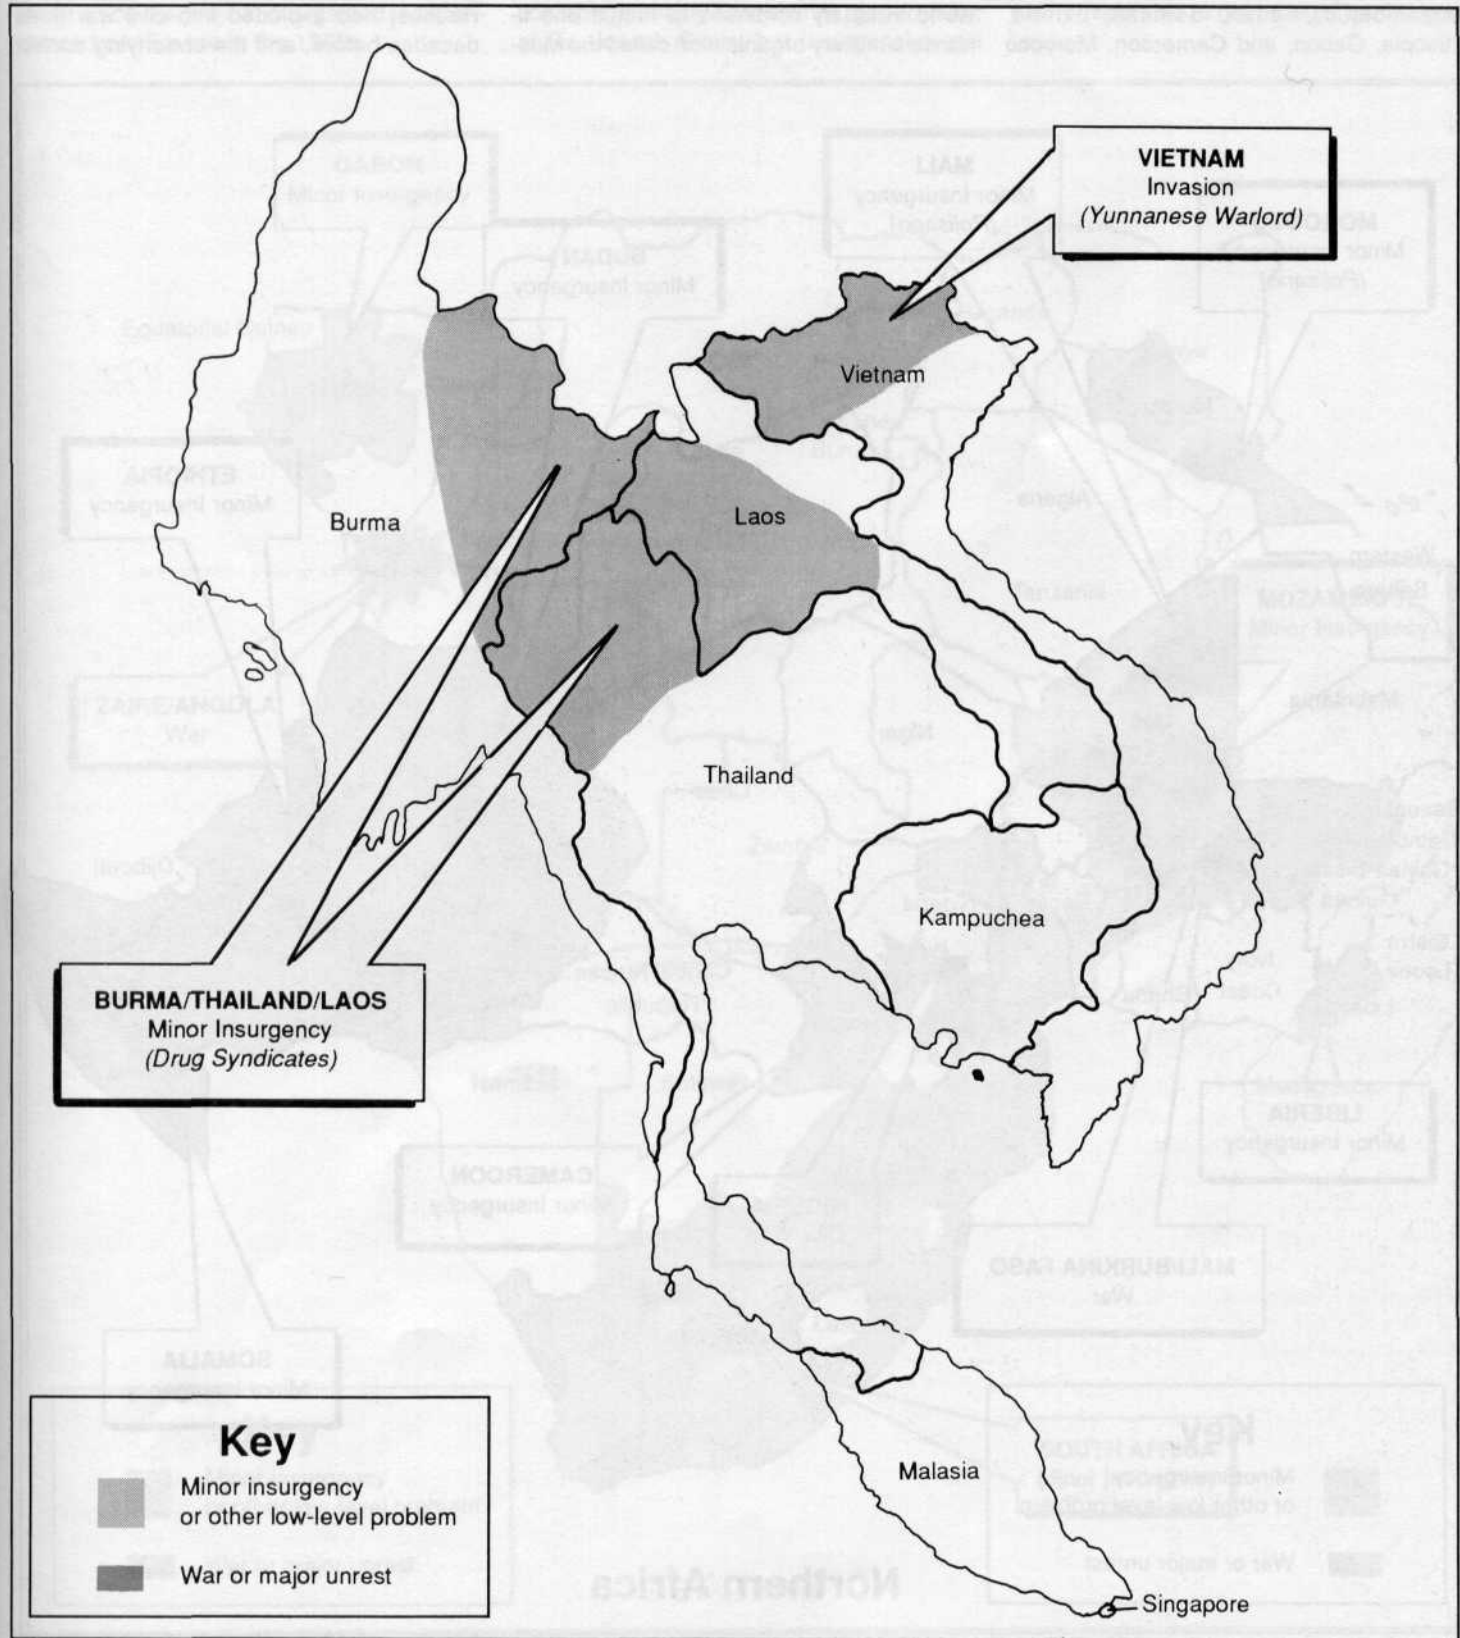 VIETNAM
Invasion
(Yunnanese Warlord)
Vietnam
Burma
Laos
Thailand
Kampuchea
BURMA/THAILAND/LAOS
Minor Insurgency
(Drug Syndicates)
Key
Minor insurgency
or other low-level problem
War or major unrest
Malasia
Singapore